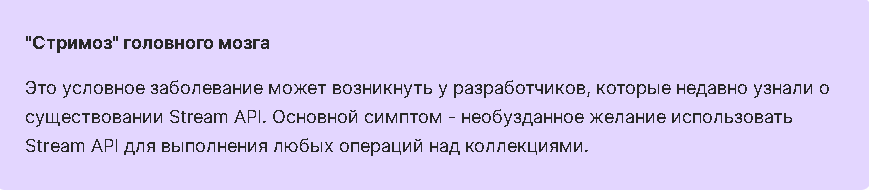 "Стримоз" головного мозга
Это условное заболевание может возникнуть у разработчиков, которые недавно узнали о
существовании Stream API. Основной симптом - необузданное желание использовать
Stream API для выполнения любых операций над коллекциями.